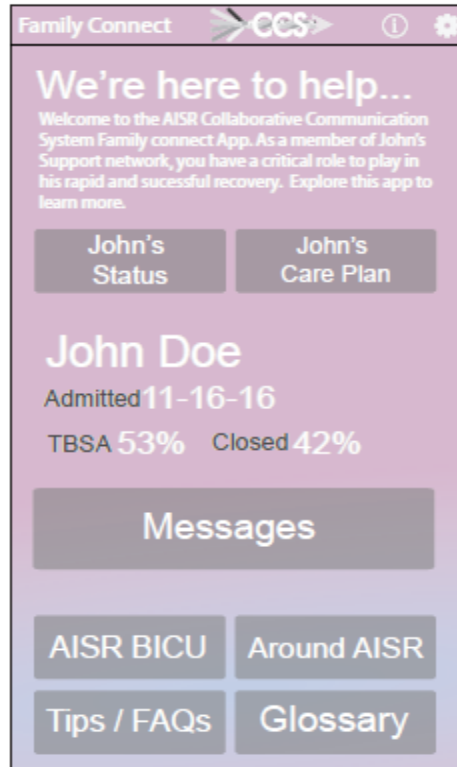 Family Connect CCS i
We're here to help...
Welcome to the AISR Collaborative Communication
System Family connect App. As a member of John's
Support network, you have a critical role to play in
his rapid and sucessful recovery. Explore this app to
learn more.
John's
Status
John's
Care Plan
John Doe
Admitted 11-16-16
TBSA 53% Closed 42%
Messages
AISR BICU Around AISR
Tips / FAQs Glossary